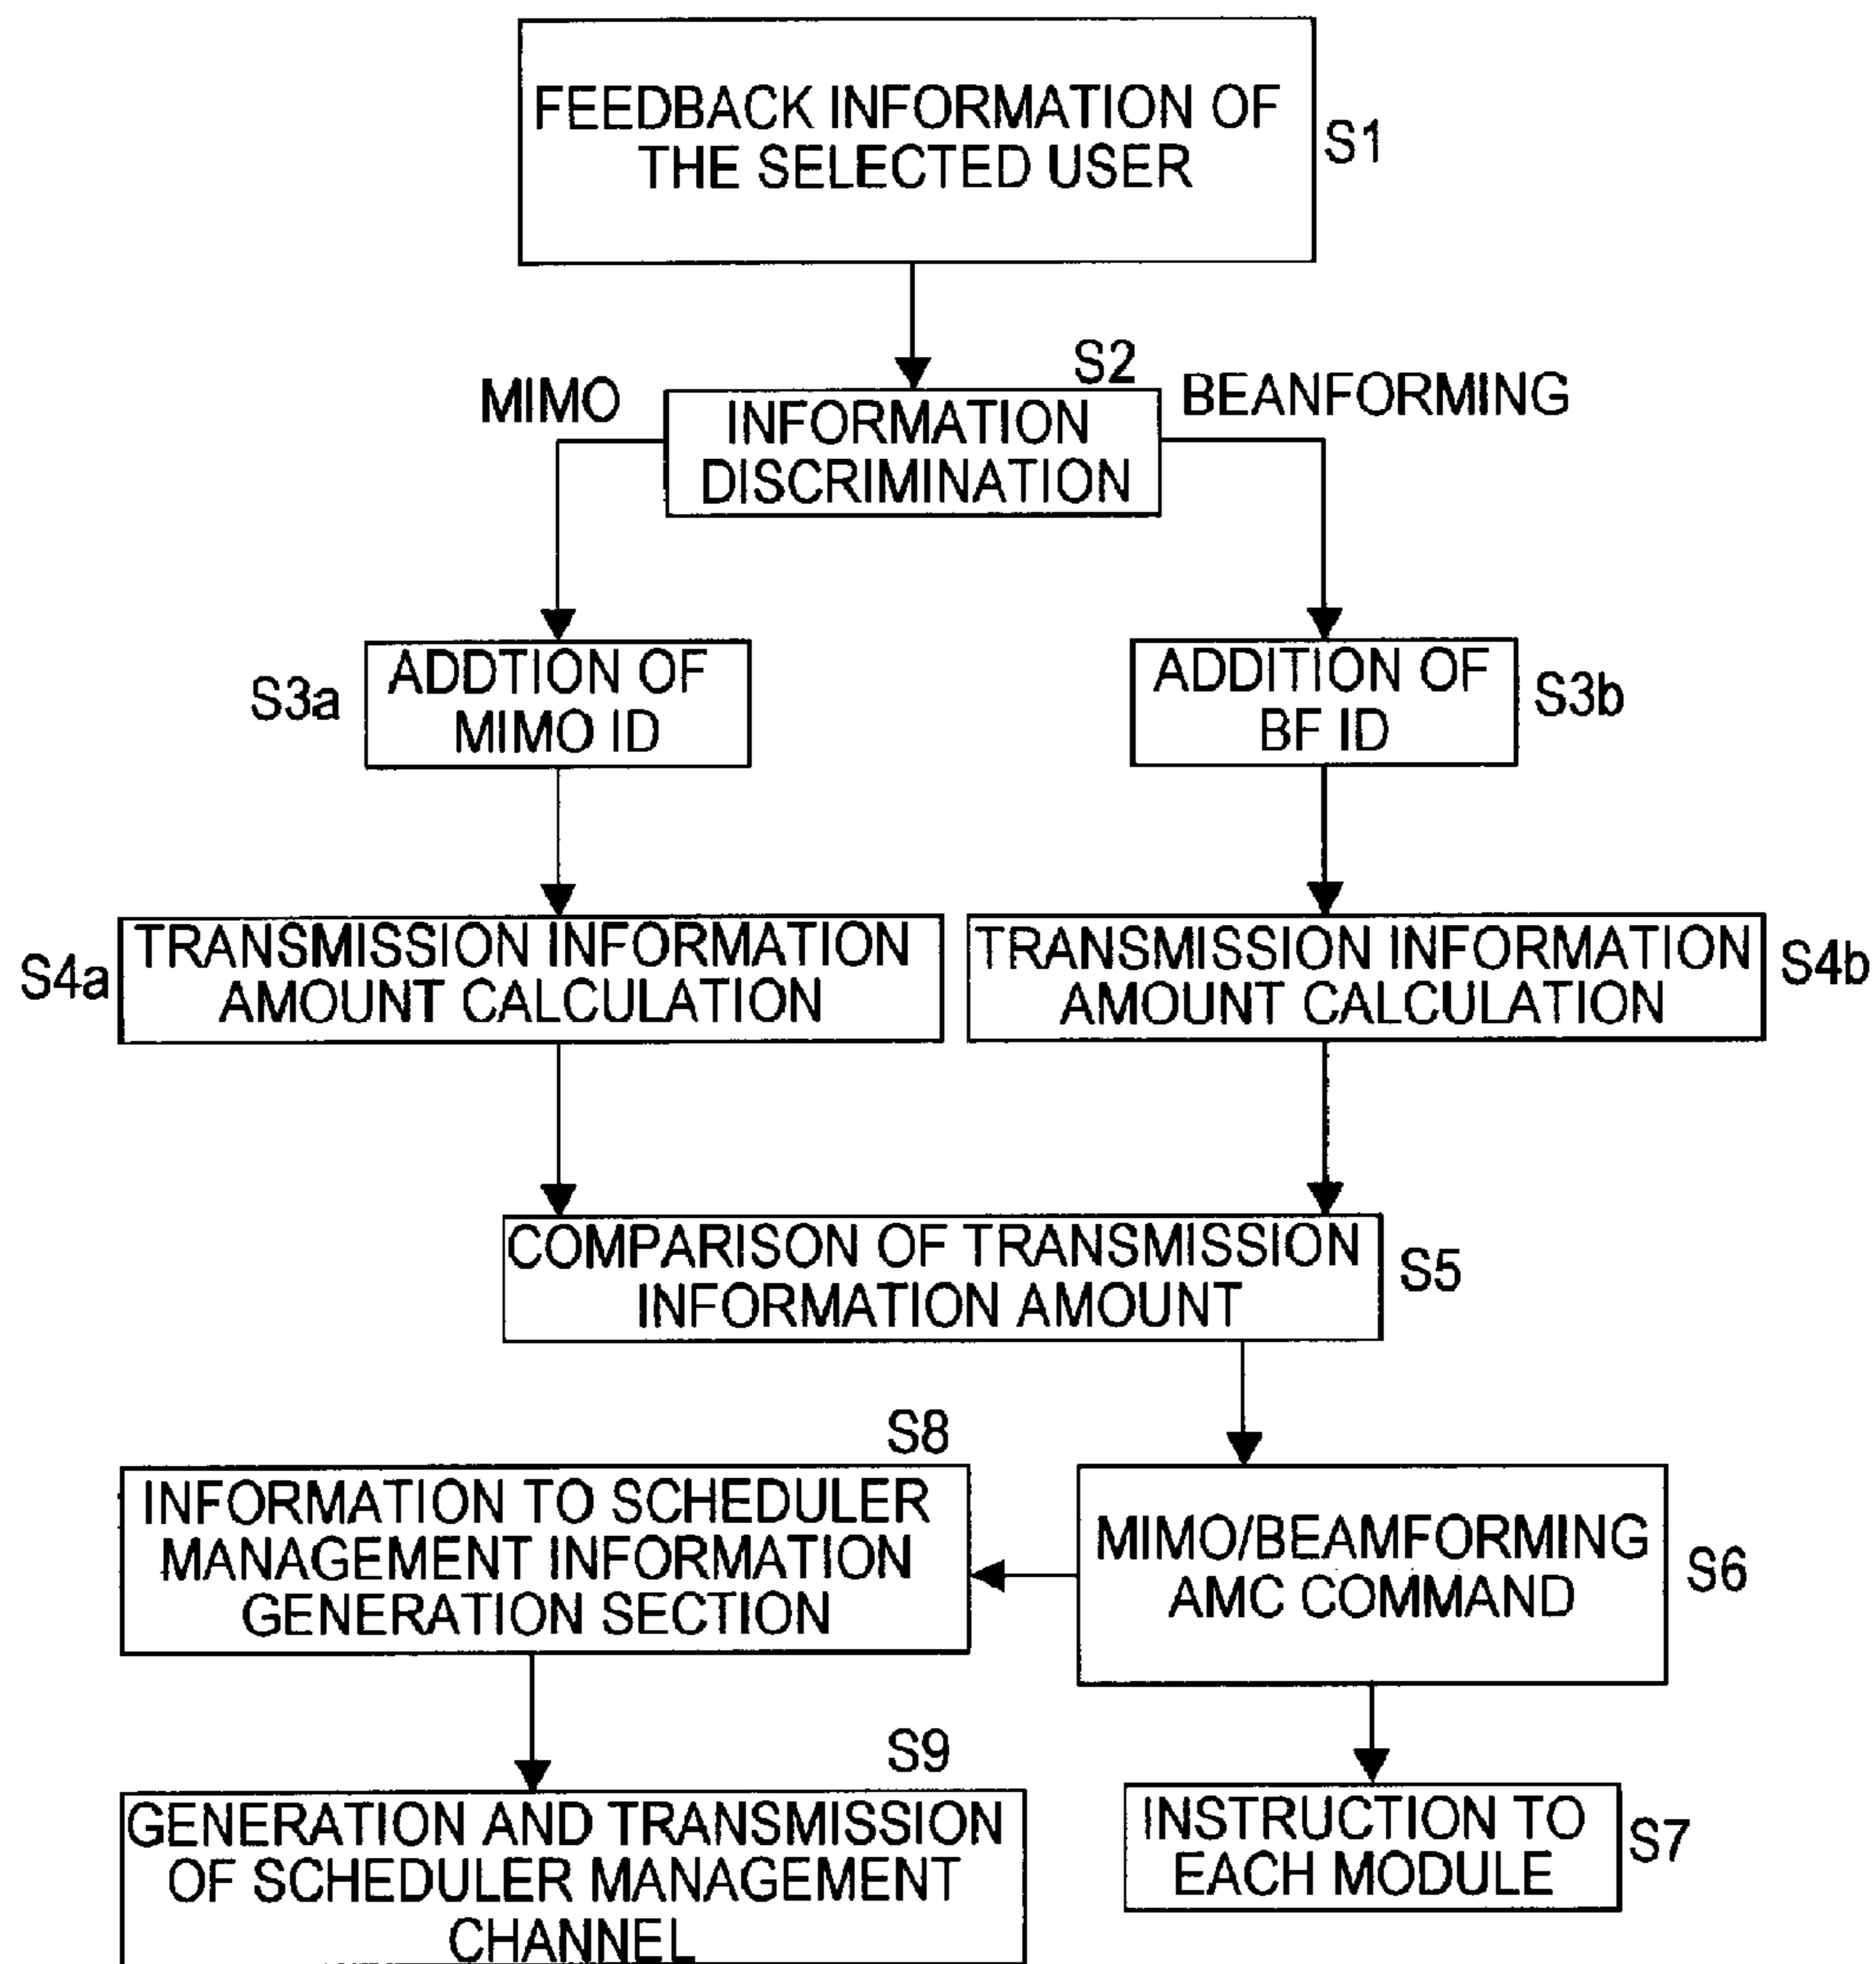 FEEDBACK INFORMATION OF
THE SELECTED USER
S1
S2
MIMO
BEANFORMING
INFORMATION
DISCRIMINATION
S3a
ADDTION OF
MIMO ID
ADDITION OF
BF ID
S3b
S4a
TRANSMISSION INFORMATION
AMOUNT CALCULATION
TRANSMISSION INFORMATION
AMOUNT CALCULATION
S4b
COMPARISON OF TRANSMISSION
INFORMATION AMOUNT
S5
S8
INFORMATION TO SCHEDULER
MANAGEMENT INFORMATION
GENERATION SECTION
MIMO/BEAMFORMING
AMC COMMAND
S6
S9
GENERATION AND TRANSMISSION
OF SCHEDULER MANAGEMENT
CHANNEL
INSTRUCTION TO
EACH MODULE
S7